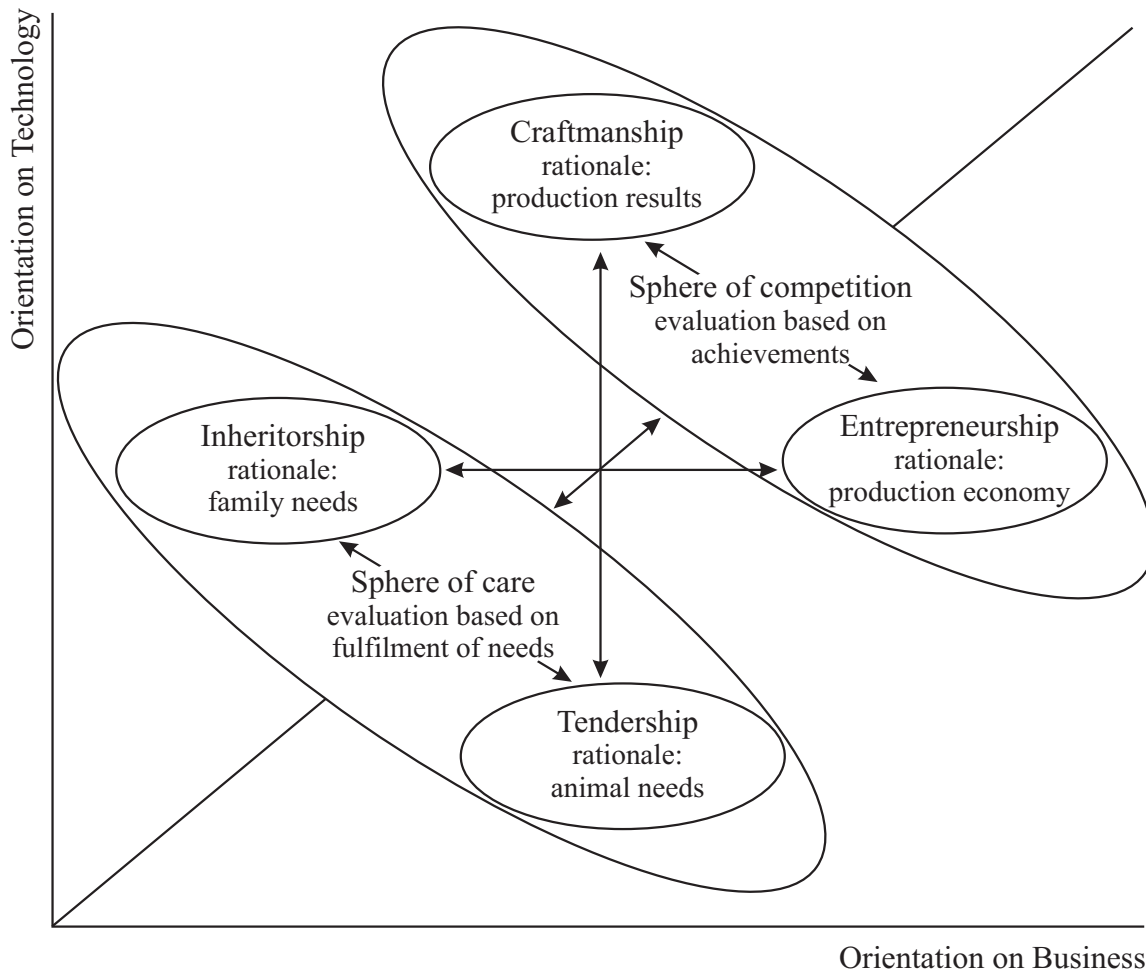 Orientation on Technology
Craftmanship
rationale:
production results
Sphere of competition
evaluation based on
achievements
Inheritorship
rationale:
family needs
Entrepreneurship
rationale:
production economy
Sphere of care
evaluation based on
fulfilment of needs
Tendership
rationale:
animal needs
Orientation on Business